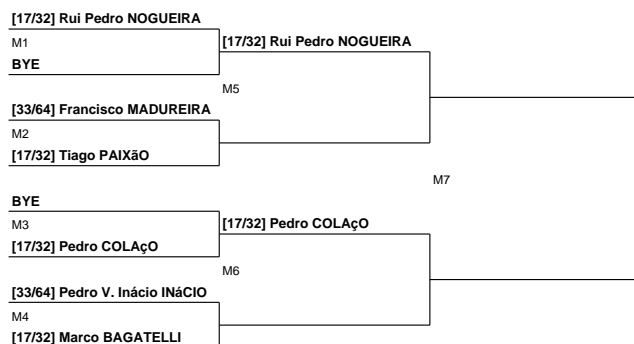 [17/32] Rui Pedro NOGUEIRA
M1
[17/32] Rui Pedro NOGUEIRA
BYE
M5
[33/64] Francisco MADUREIRA
M2
[17/32] Tiago PAIXãO
M7
BYE
M3
[17/32] Pedro COLAçO
[17/32] Pedro COLAçO
M6
[33/64] Pedro V. Inácio INáCIO
M4
[17/32] Marco BAGATELLI